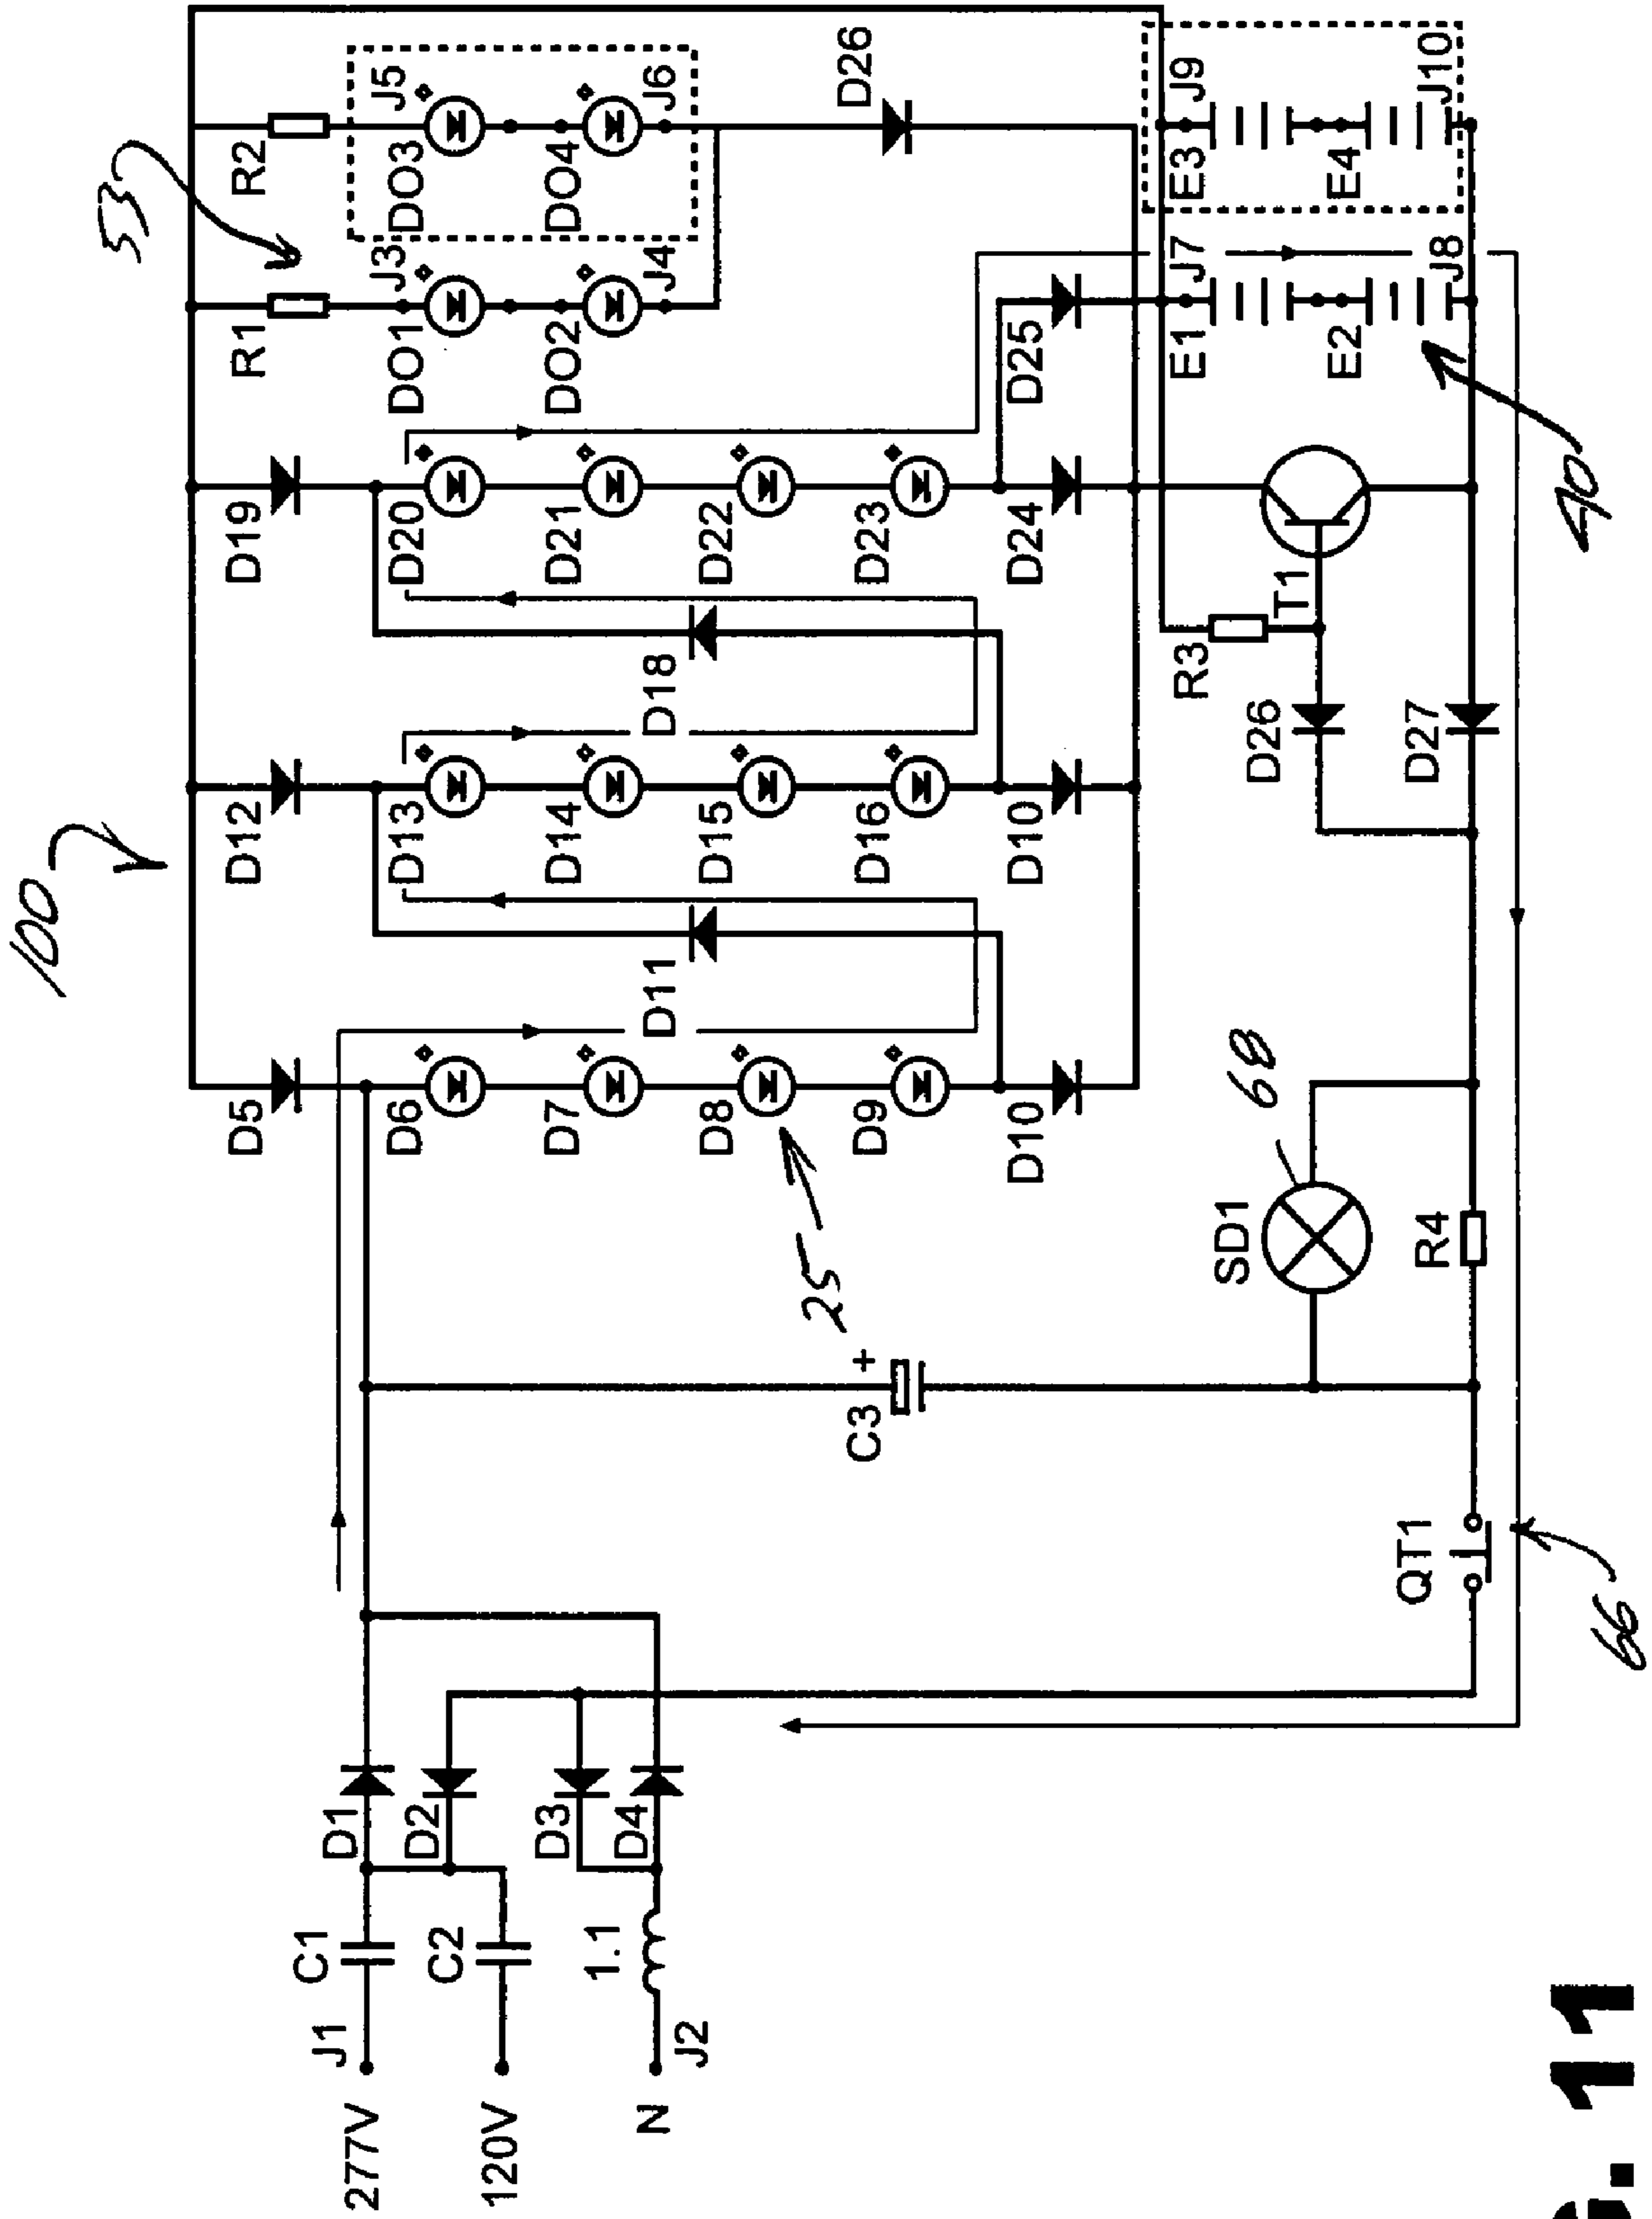 100
53
D5
D12
D19
R1
R2
277V
J1
C1
D1
D6
D13
D20
DO1
J3
DO3
J5
120V
C2
D2
D7
D14
D21
DO2
J4
DO4
J6
N
J2
1.1
D3
D4
D11
D18
D8
D15
D22
25
C3
+
D9
D16
D23
D26
D10
D10
D24
D25
R3
E1
J7
E3
J9
SD1
68
D26
T1
E2
J8
E4
J10
QT1
R4
D27
40
66
G. 11